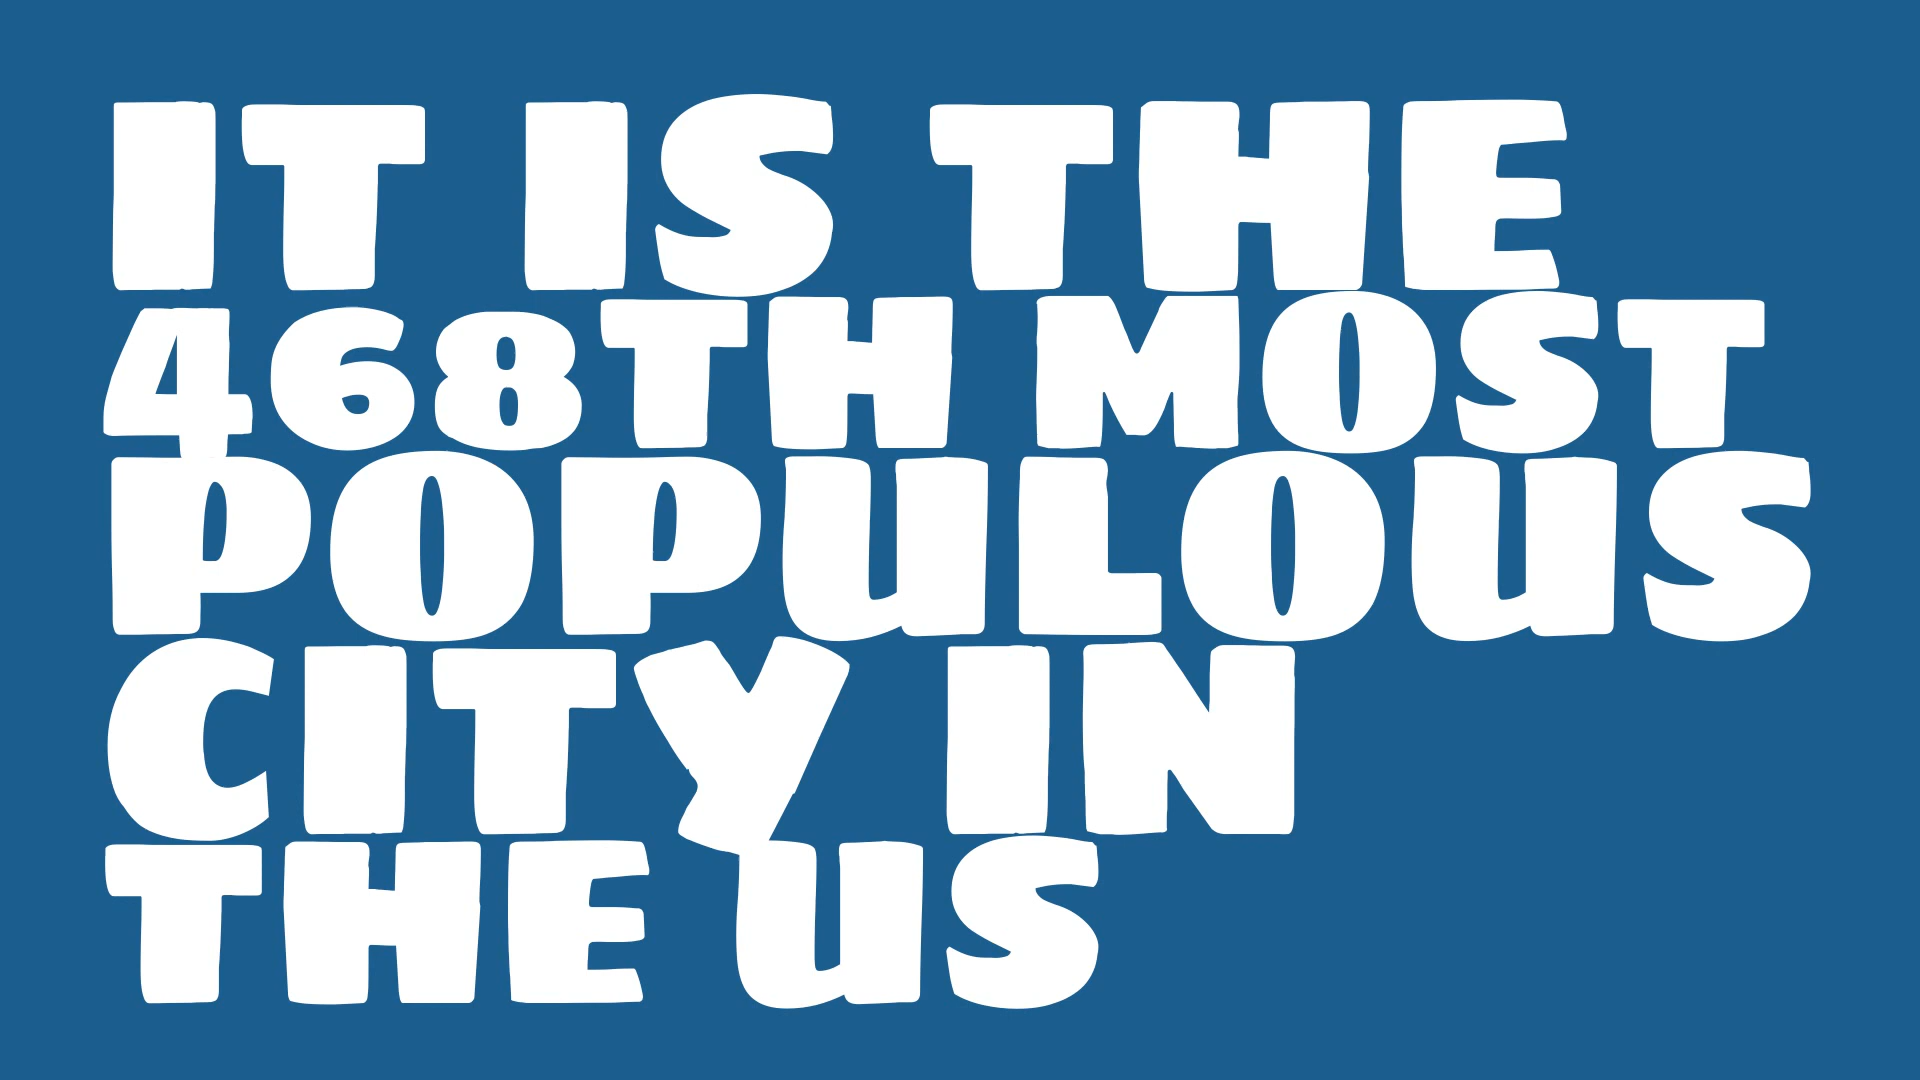 IT IS THE
468TH MOST
POPULOUS
CITY IN
THE US